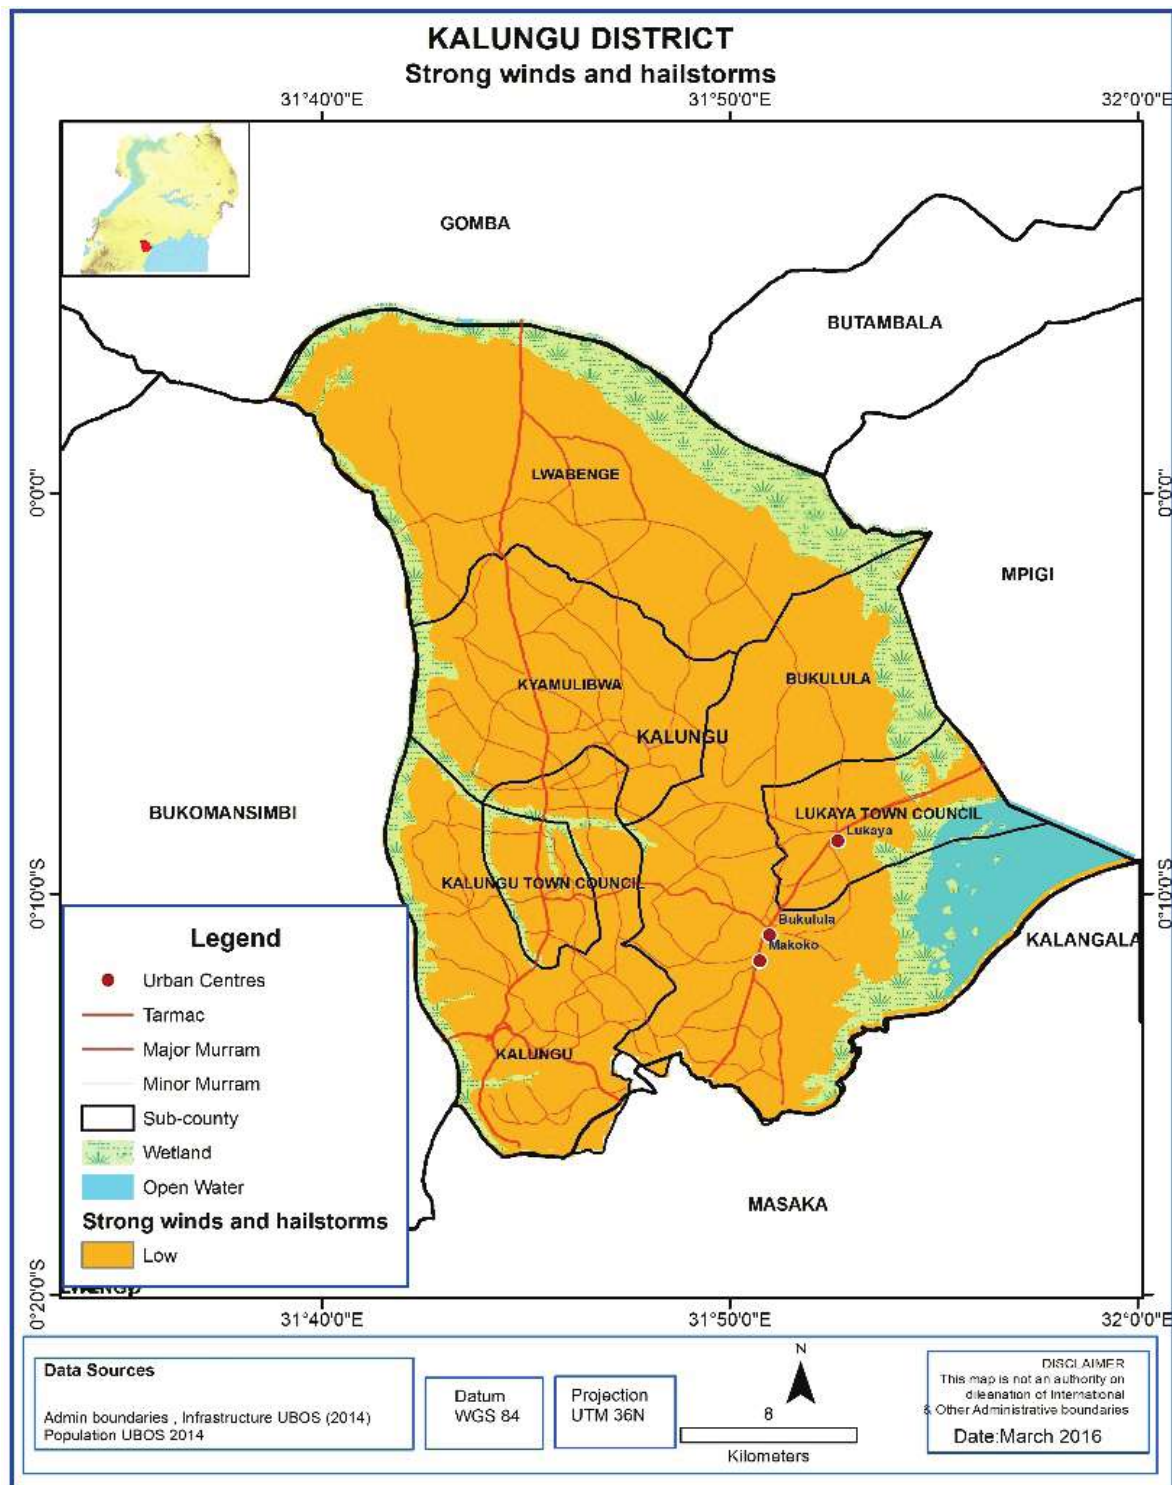 KALUNGU DISTRICT
Strong winds and hailstorms
31°40'0"E
31°50'0"E
32°0'0"E
GOMBA
BUTAMBALA
LWABENGE
0°0'0"
0°0'0"
MPIGI
KYAMULIBWA
BUKULULA
KALUNGU
BUKOMANSIMBI
LUKAYA TOWN COUNCIL
Lukaya
KALUNGU TOWN COUNCIL
0°10'0"S
0°10'0"S
Bukulula
Makoko
KALANGALA
KALUNGU
MASAKA
Legend
Urban Centres
Tarmac
Major Murram
Minor Murram
Sub-county
Wetland
Open Water
Strong winds and hailstorms
Low
0°20'0"S
0°20'0"S
31°40'0"E
31°50'0"E
32°0'0"E
Data Sources
Admin boundaries , Infrastructure UBOS (2014)
Population UBOS 2014
Datum
WGS 84
Projection
UTM 36N
N
6
Kilometers
DISCLAIMER
This map is not an authority on
dileanation of International
& Other Administrative boundaries
Date:March 2016